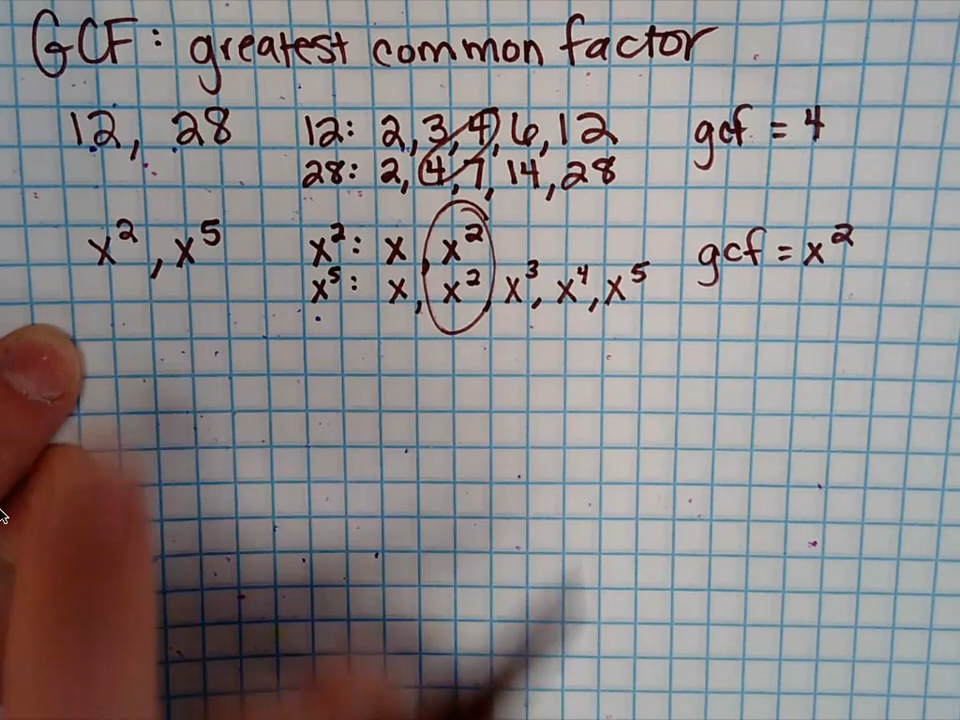 GCF: greatest common factor
12, 28 12: 2,3,4,6,12 gcf = 4
28: 2,4,7,14,28
x²,x⁵ x²: x, x² gcf = x²
x⁵: x, x², x³, x⁴, x⁵